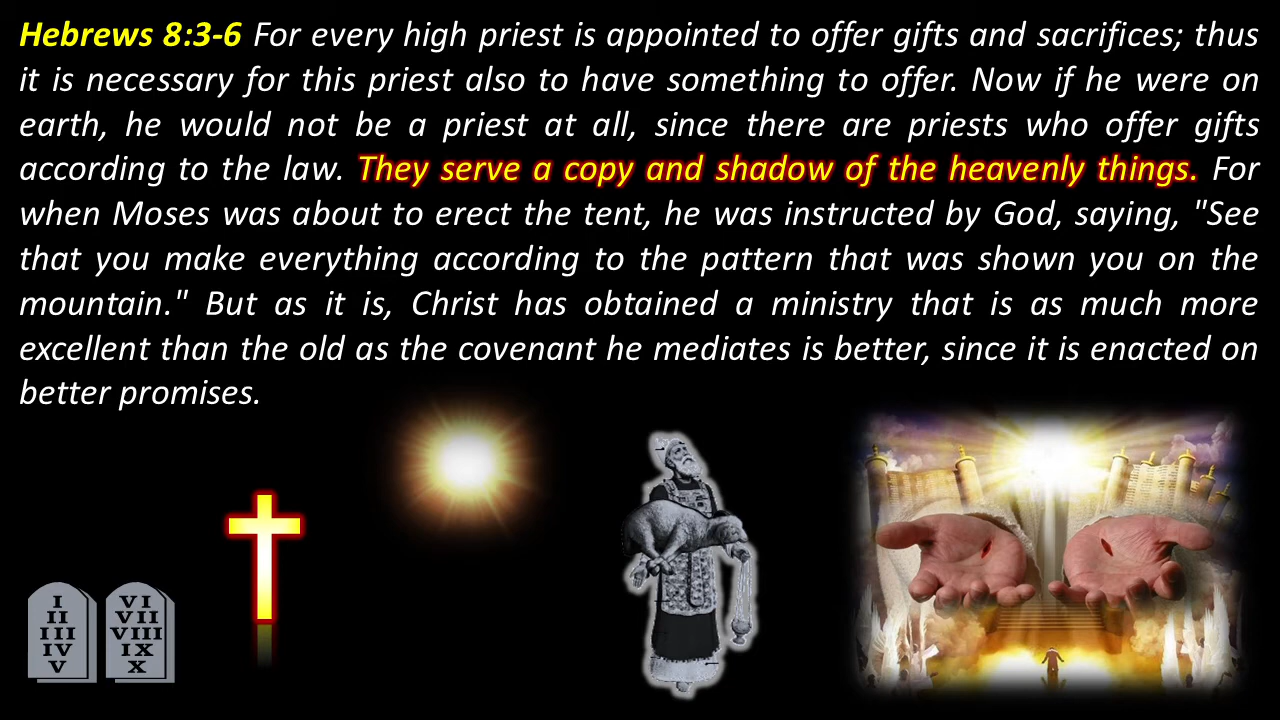 Hebrews 8:3-6 For every high priest is appointed to offer gifts and sacrifices; thus
it is necessary for this priest also to have something to offer. Now if he were on
earth, he would not be a priest at all, since there are priests who offer gifts
according to the law. They serve a copy and shadow of the heavenly things. For
when Moses was about to erect the tent, he was instructed by God, saying, "See
that you make everything according to the pattern that was shown you on the
mountain." But as it is, Christ has obtained a ministry that is as much more
excellent than the old as the covenant he mediates is better, since it is enacted on
better promises.
I
II
III
IV
V
VI
VII
VIII
IX
X